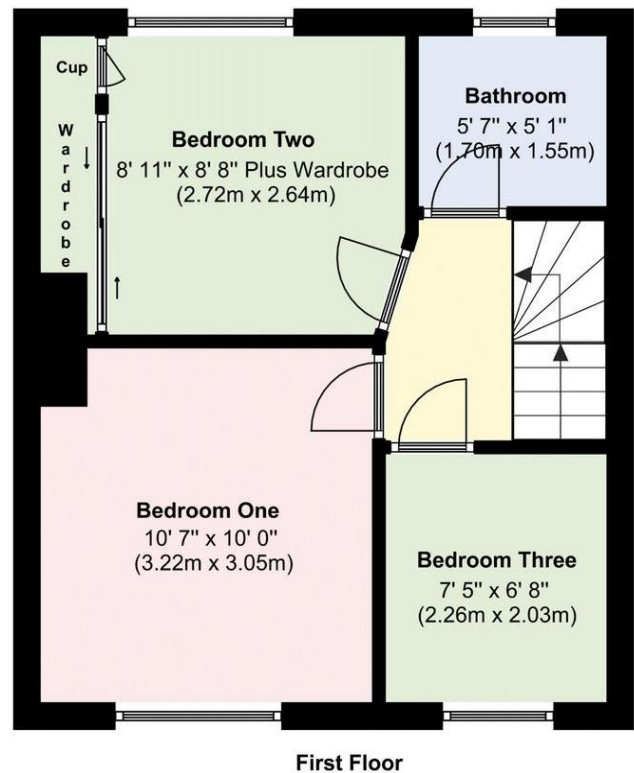 Cup
Wardrobe
Bedroom Two
8' 11" x 8' 8" Plus Wardrobe
(2.72m x 2.64m)
Bathroom
5' 7" x 5' 1"
(1.70m x 1.55m)
Bedroom One
10' 7" x 10' 0"
(3.22m x 3.05m)
Bedroom Three
7' 5" x 6' 8"
(2.26m x 2.03m)
First Floor